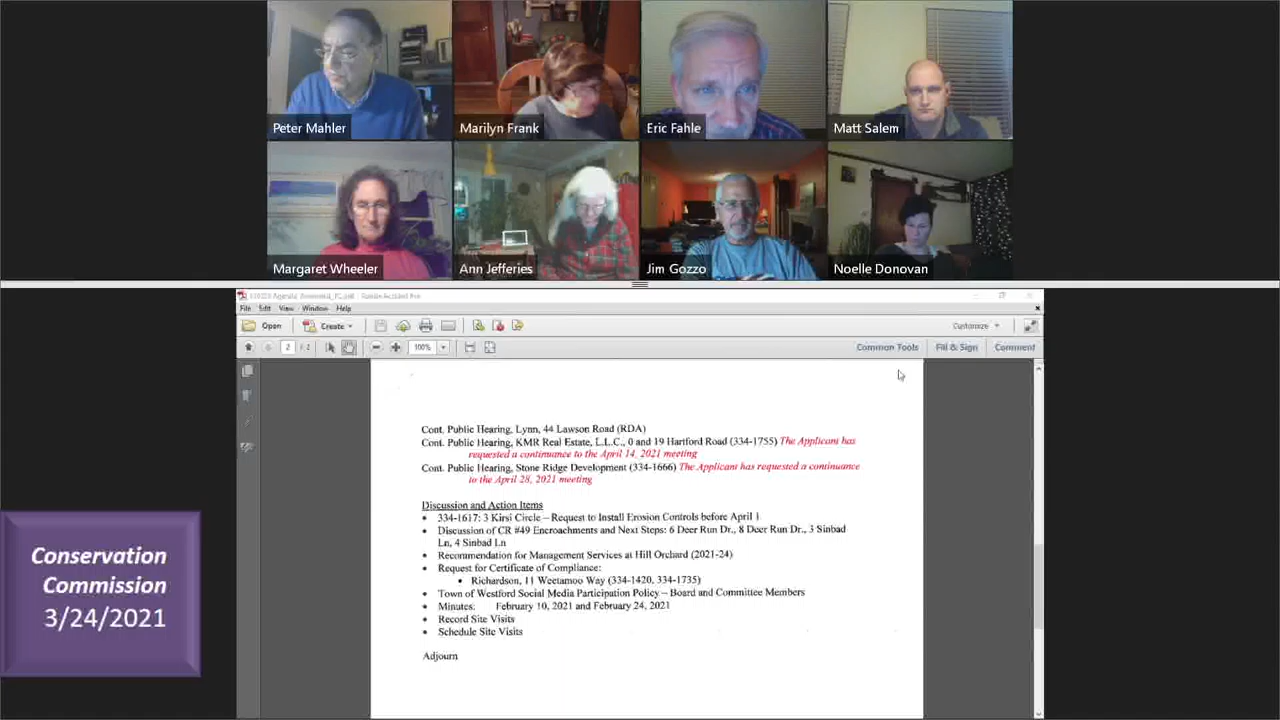 Peter Mahler
Marilyn Frank
Eric Fahle
Matt Salem
Margaret Wheeler
Ann Jefferies
Jim Gozzo
Noelle Donovan
File Edit View Window Help
Open Create Customize
2 / 2 100% Common Tools Fill & Sign Comment
Cont. Public Hearing, Lynn, 44 Lawson Road (RDA)
Cont. Public Hearing, KMR Real Estate, L.L.C., 0 and 19 Hartford Road (334-1755) The Applicant has
requested a continuance to the April 14, 2021 meeting
Cont. Public Hearing, Stone Ridge Development (334-1666) The Applicant has requested a continuance
to the April 28, 2021 meeting
Discussion and Action Items
• 334-1617: 3 Kirsi Circle – Request to Install Erosion Controls before April 1
• Discussion of CR #49 Encroachments and Next Steps: 6 Deer Run Dr., 8 Deer Run Dr., 3 Sinbad
Ln, 4 Sinbad Ln
• Recommendation for Management Services at Hill Orchard (2021-24)
• Request for Certificate of Compliance:
• Richardson, 11 Weetamoo Way (334-1420, 334-1735)
• Town of Westford Social Media Participation Policy – Board and Committee Members
• Minutes: February 10, 2021 and February 24, 2021
• Record Site Visits
• Schedule Site Visits
Adjourn
Conservation
Commission
3/24/2021